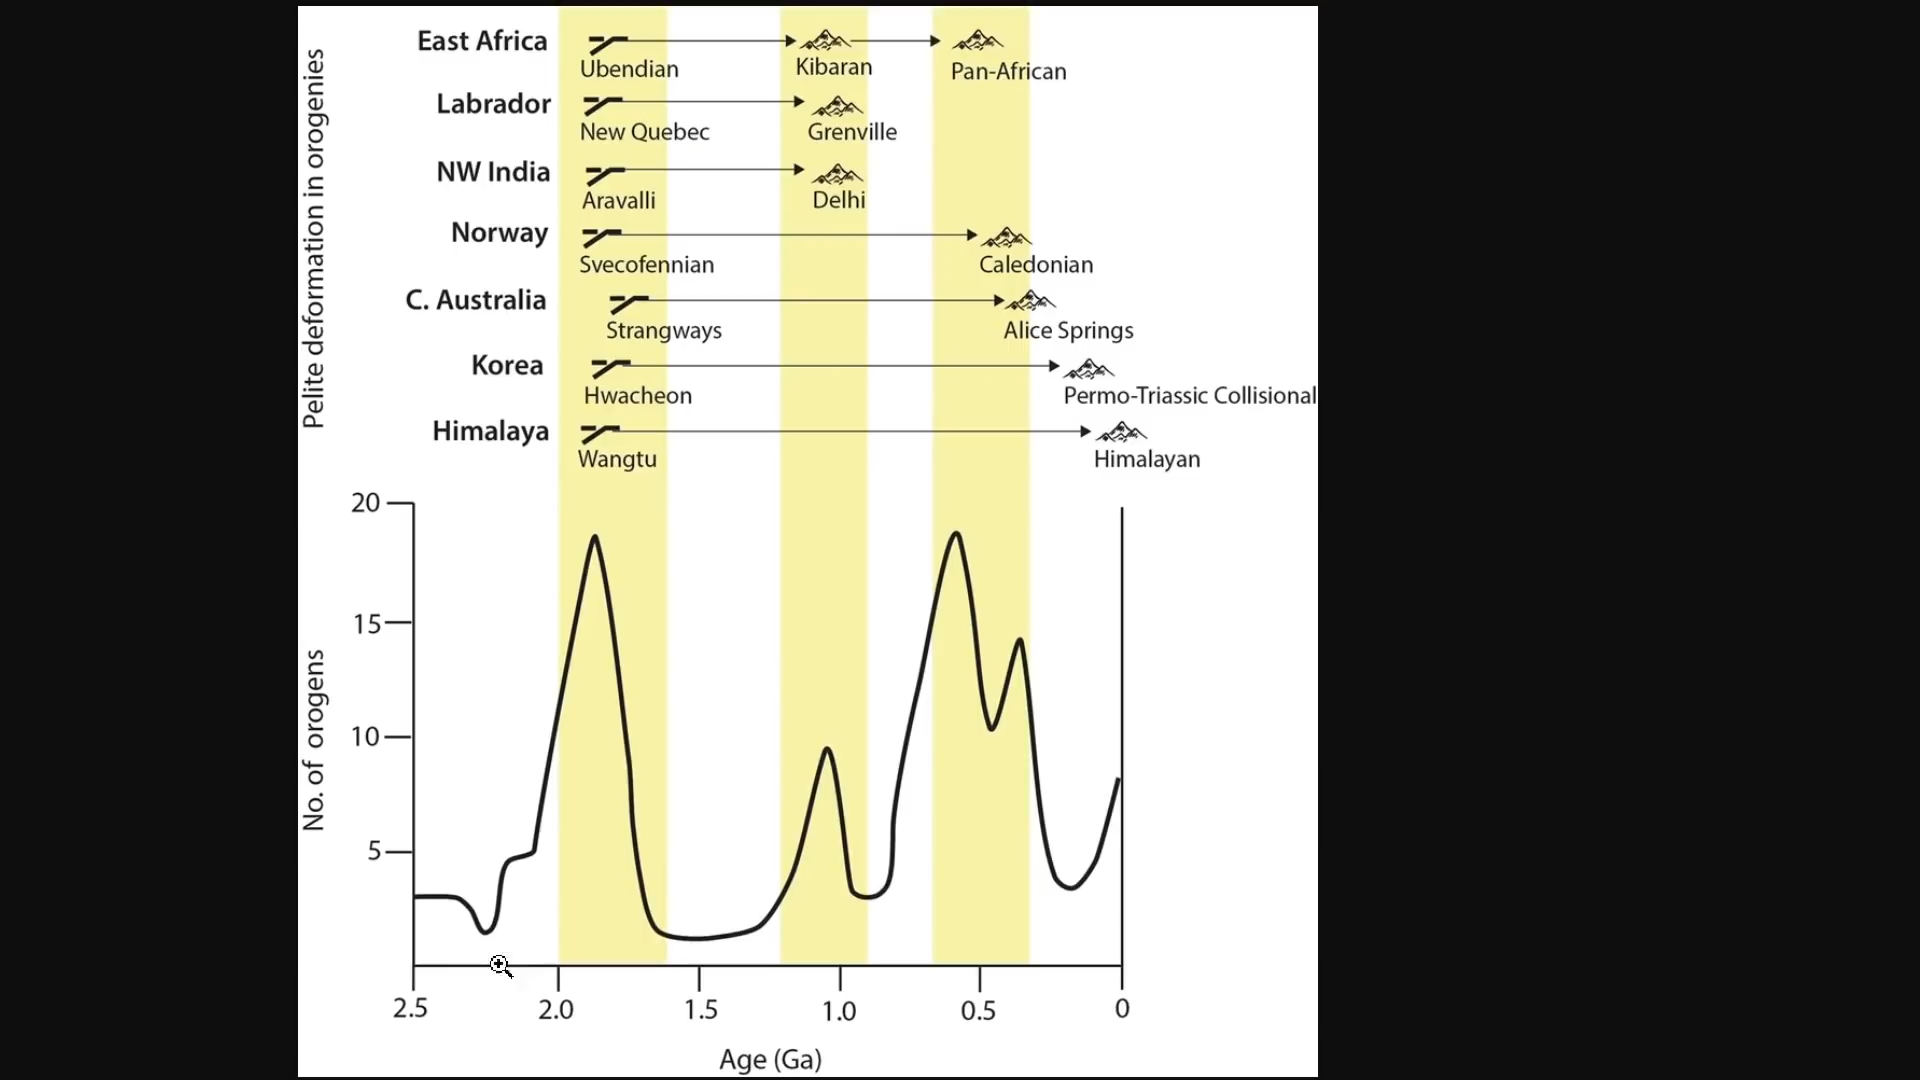 Pelite deformation in orogenies
East Africa
Ubendian
Kibaran
Pan-African
Labrador
New Quebec
Grenville
NW India
Aravalli
Delhi
Norway
Svecofennian
Caledonian
C. Australia
Strangways
Alice Springs
Korea
Hwacheon
Permo-Triassic Collisional
Himalaya
Wangtu
Himalayan
No. of orogens
20
15
10
5
2.5 2.0 1.5 1.0 0.5 0
Age (Ga)